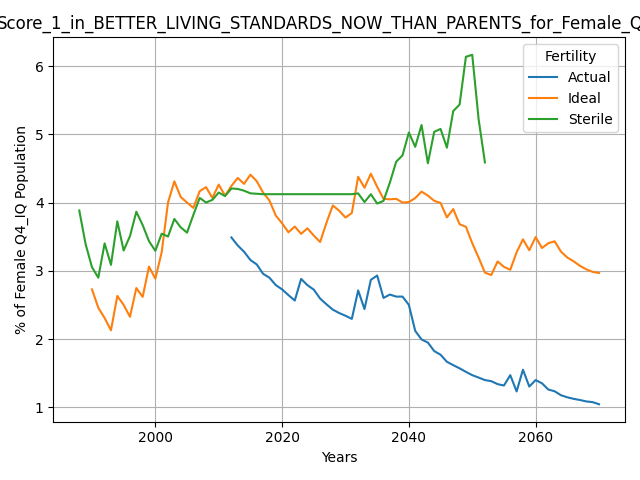 Score_1_in_BETTER_LIVING_STANDARDS_NOW_THAN_PARENTS_for_Female_Q
Fertility
Actual
Ideal
Sterile
% of Female Q4_IQ Population
6
5
4
3
2
1
2000 2020 2040 2060
Years